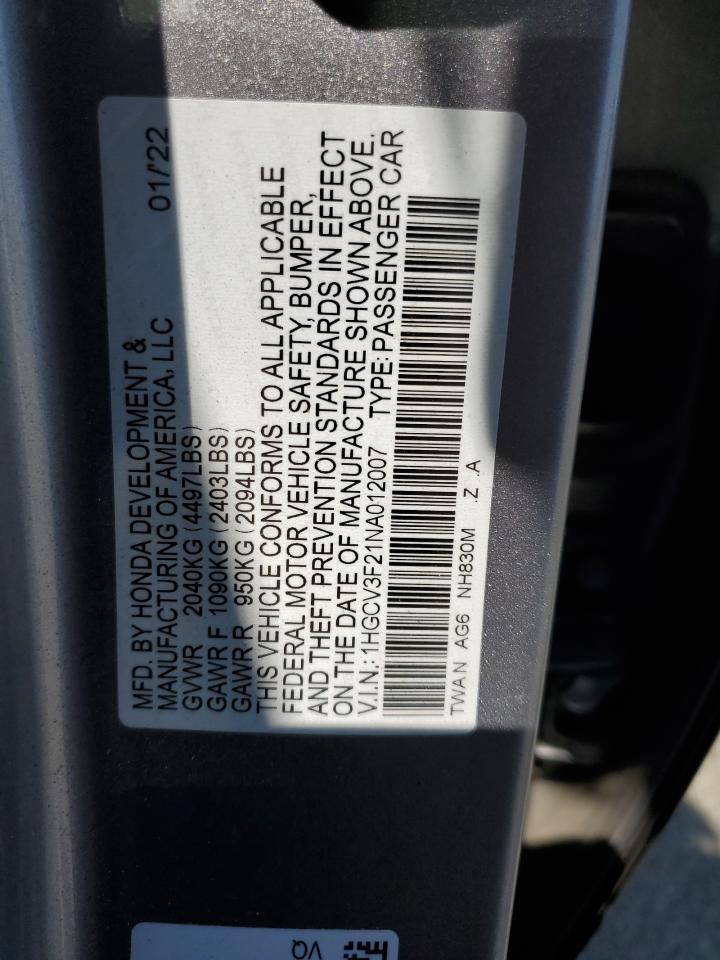 MFD. BY HONDA DEVELOPMENT &
MANUFACTURING OF AMERICA, LLC
01/'22
GVWR 2040KG (4497LBS)
GAWR F 1090KG (2403LBS)
GAWR R 950KG (2094LBS)
THIS VEHICLE CONFORMS TO ALL APPLICABLE
FEDERAL MOTOR VEHICLE SAFETY, BUMPER,
AND THEFT PREVENTION STANDARDS IN EFFECT
ON THE DATE OF MANUFACTURE SHOWN ABOVE.
V.I.N.: 1HGCV3F21NA012007 TYPE: PASSENGER CAR
TWAN AG6 NH830M Z .A
VQ